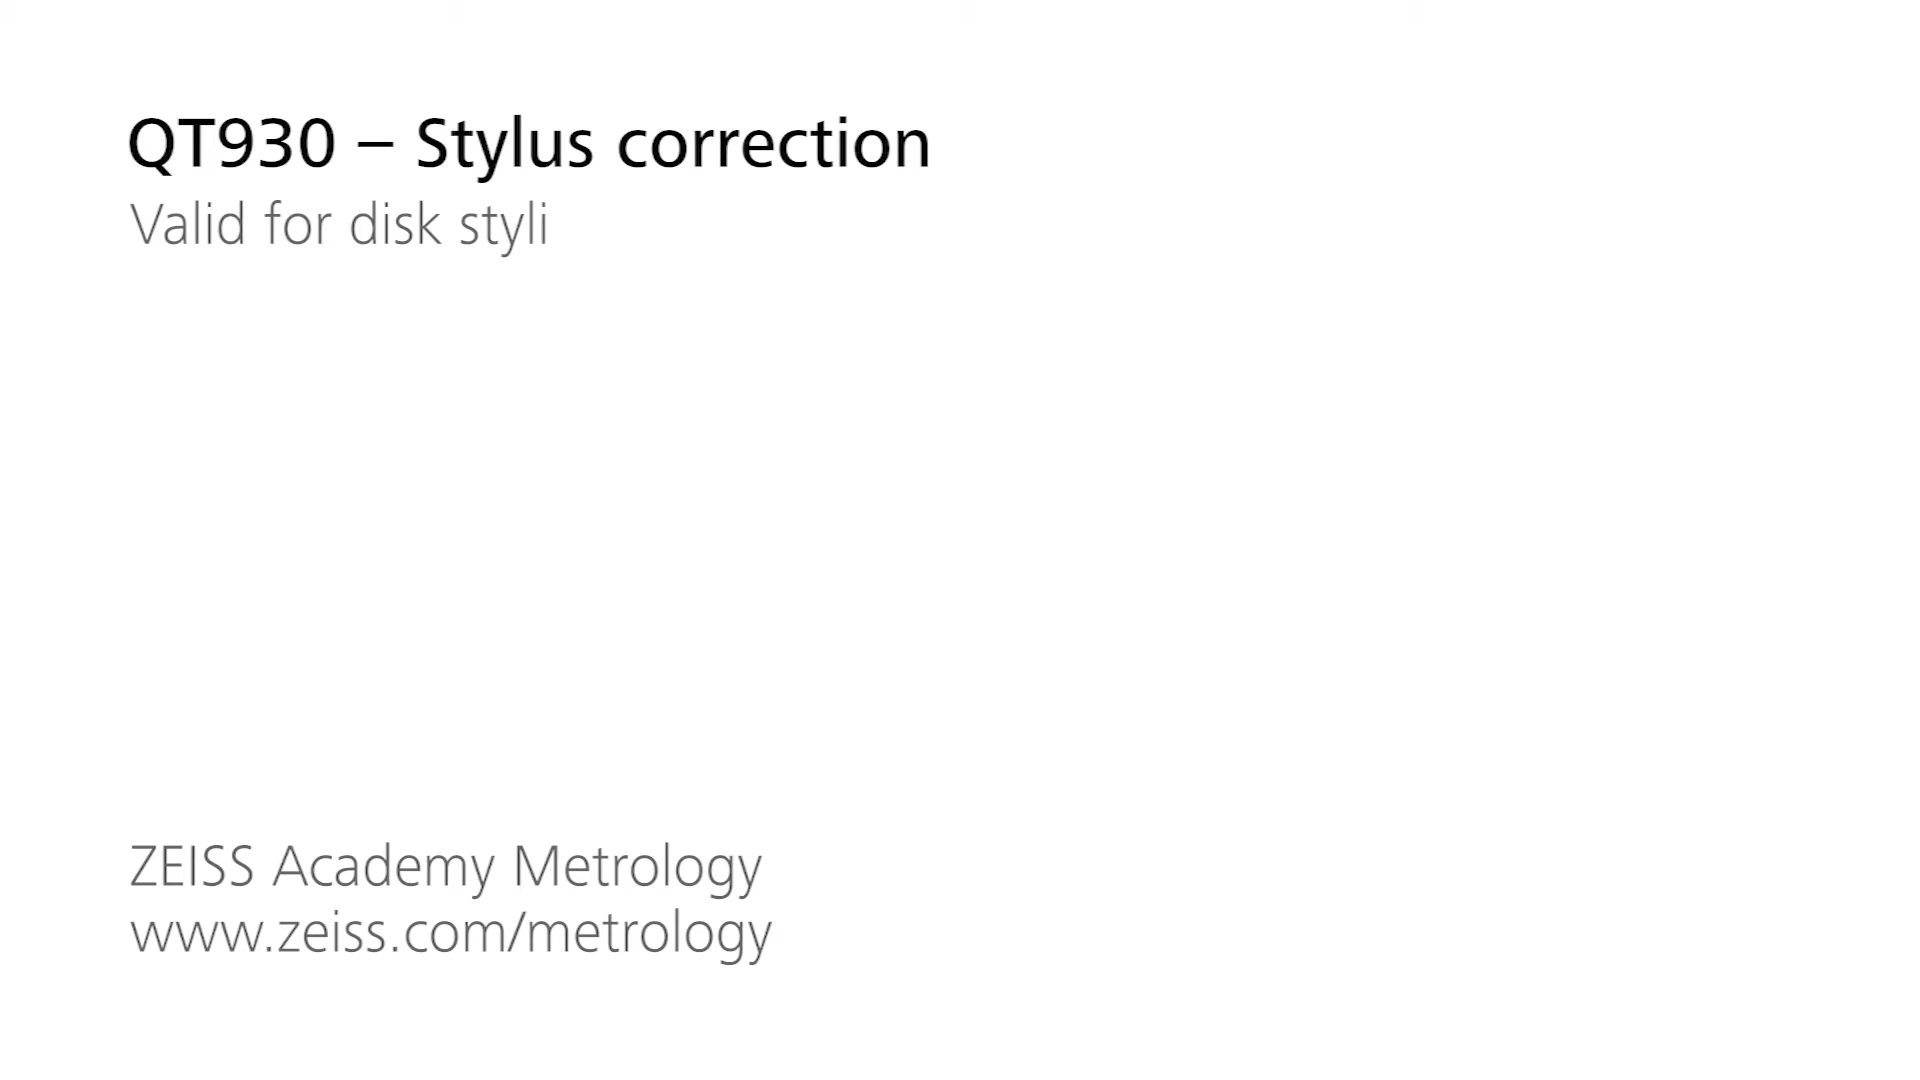 QT930 – Stylus correction
Valid for disk styli
ZEISS Academy Metrology
www.zeiss.com/metrology